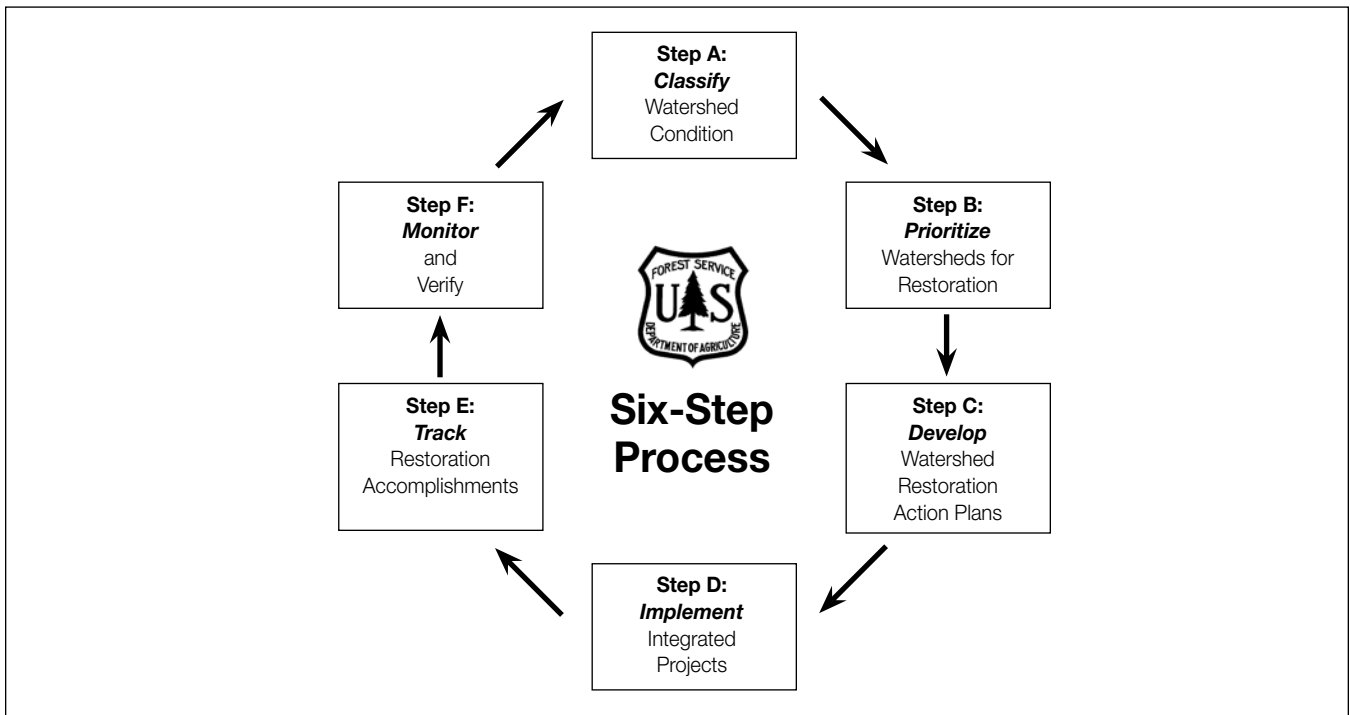 Step A:
Classify
Watershed
Condition
Step B:
Prioritize
Watersheds for
Restoration
Step C:
Develop
Watershed
Restoration
Action Plans
Step D:
Implement
Integrated
Projects
Step E:
Track
Restoration
Accomplishments
Step F:
Monitor
and
Verify
FOREST SERVICE
U S
DEPARTMENT OF AGRICULTURE
Six-Step
Process